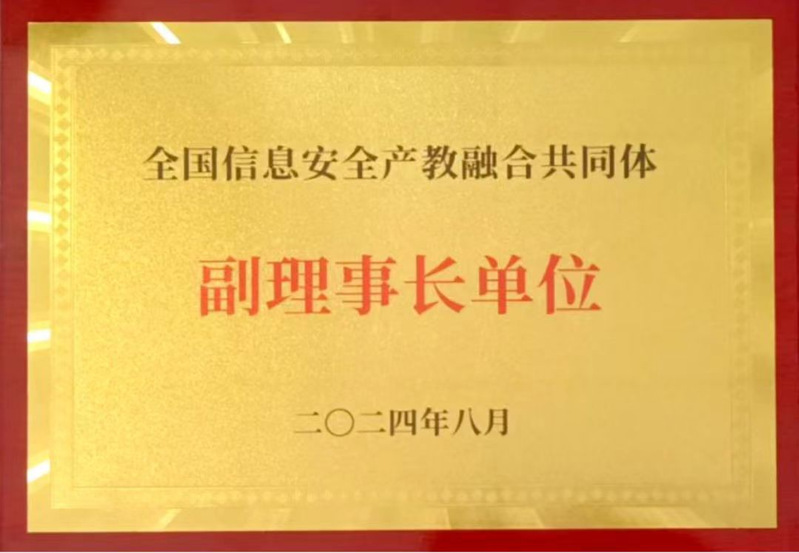 全国信息安全产教融合共同体
副理事长单位
二〇二四年八月